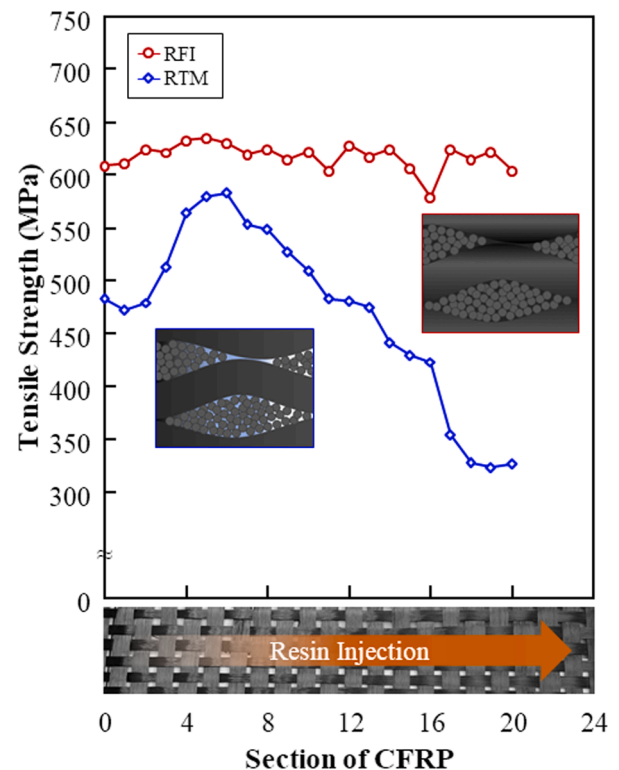 750
RFI
RTM
700
650
600
550
500
450
400
350
300
≈
0
Tensile Strength (MPa)
Resin Injection
0 4 8 12 16 20 24
Section of CFRP